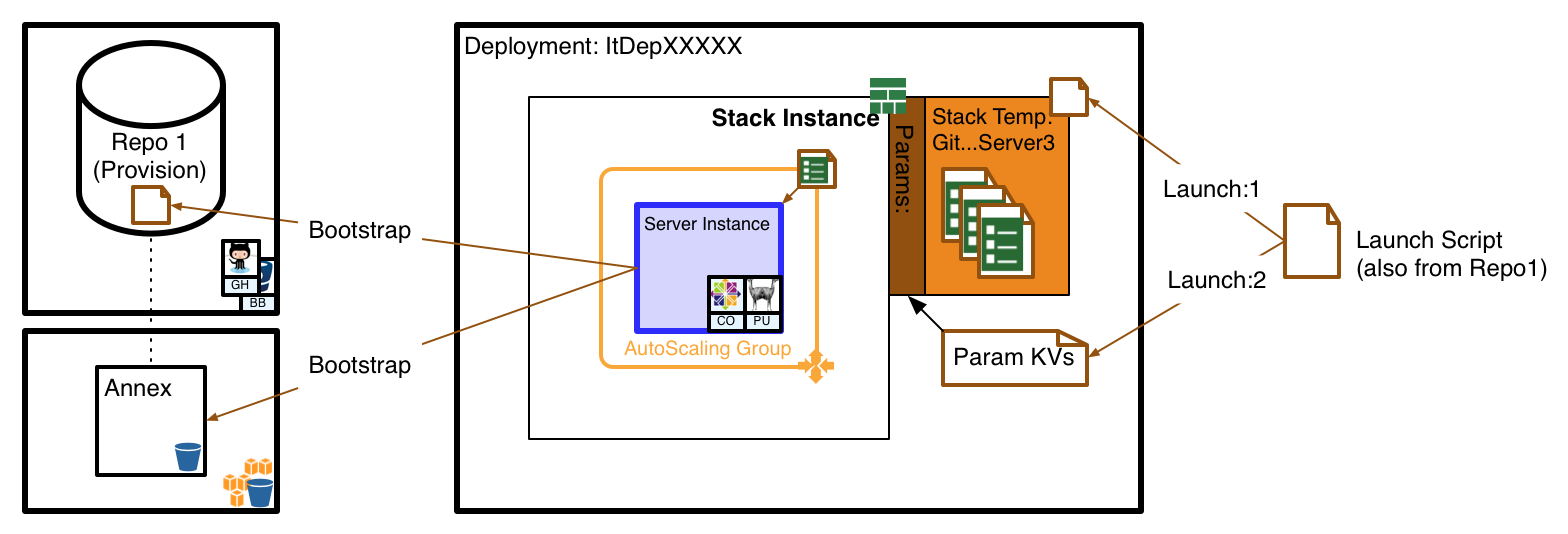 Deployment: ItDepXXXXX
Repo 1
(Provision)
GH
BB
Annex
Bootstrap
Bootstrap
Stack Instance
Server Instance
CO
PU
AutoScaling Group
Params:
Stack Temp:
Git...Server3
Param KVs
Launch:1
Launch:2
Launch Script
(also from Repo1)